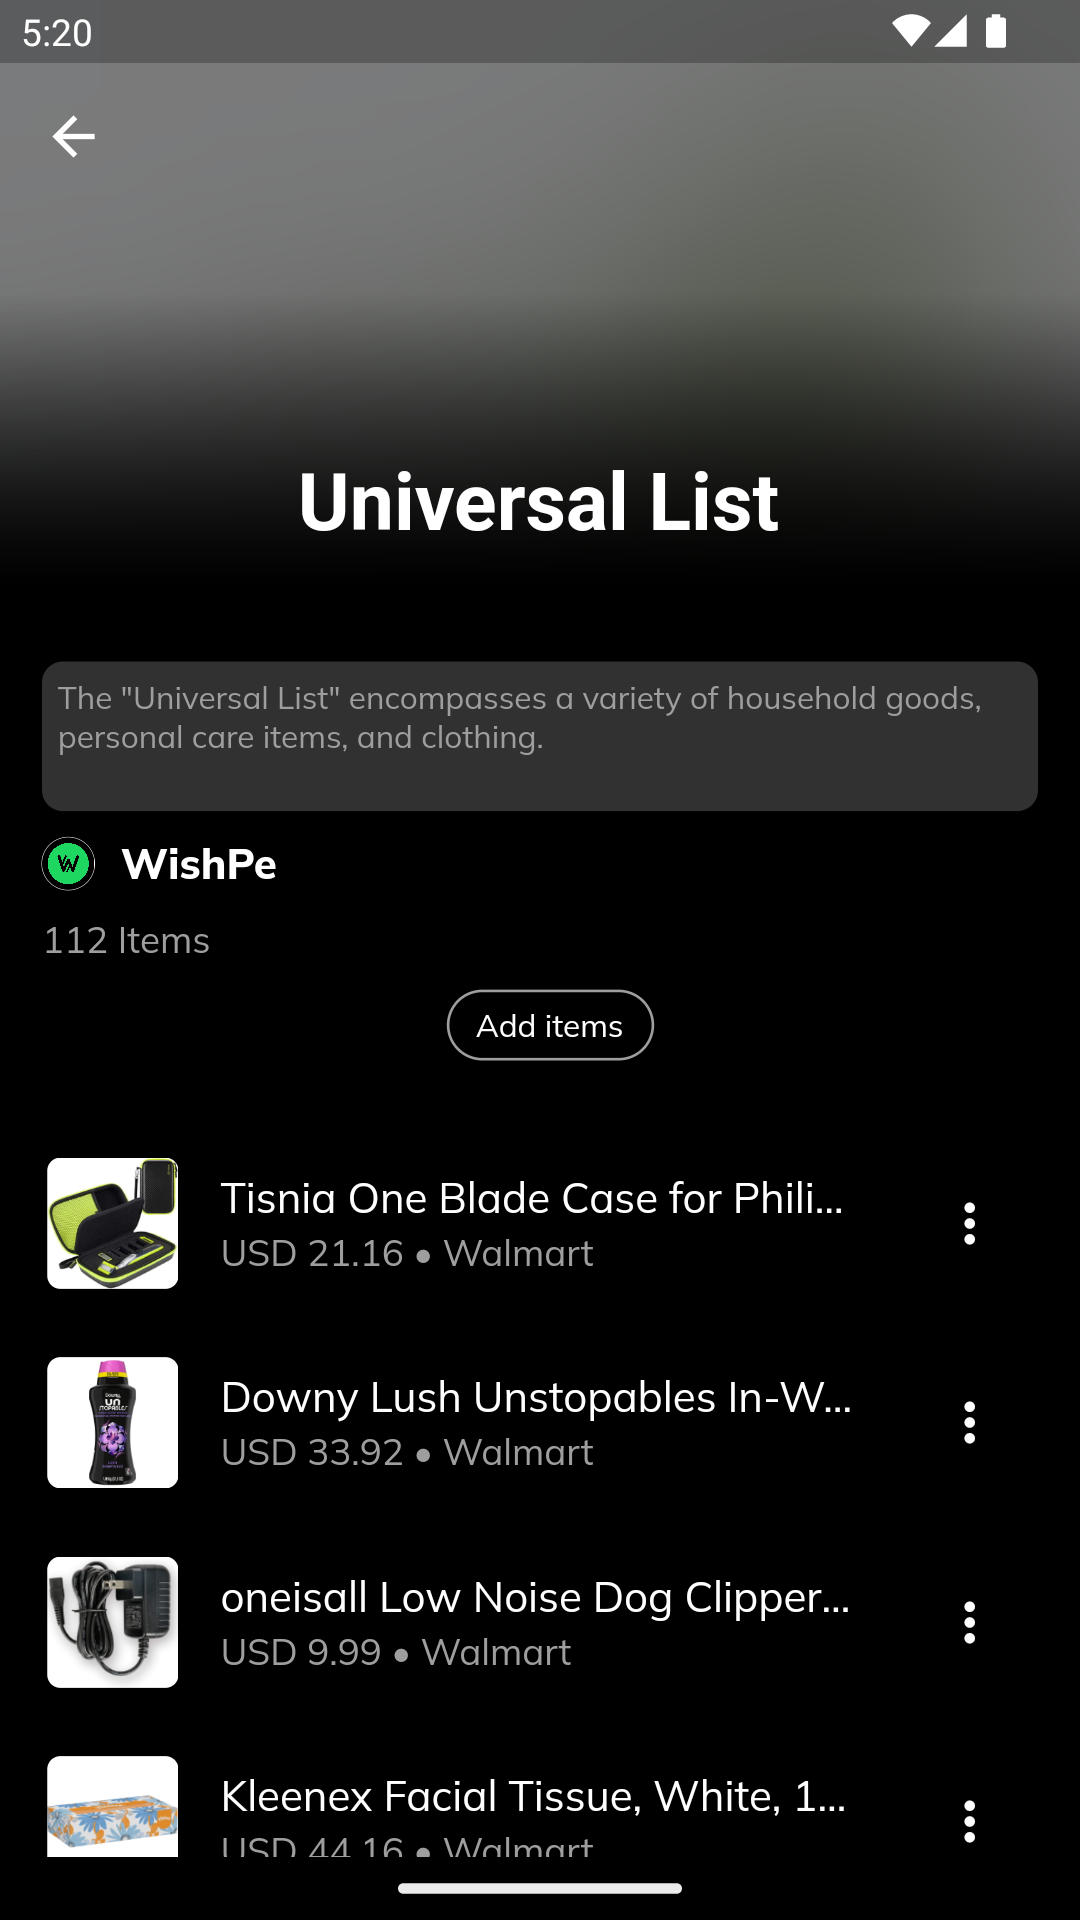 5:20
Universal List
The "Universal List" encompasses a variety of household goods,
personal care items, and clothing.
W WishPe
112 Items
Add items
Tisnia One Blade Case for Phili...
USD 21.16 • Walmart
Downy
UN
STOPABLES
Downy Lush Unstopables In-W...
USD 33.92 • Walmart
oneisall Low Noise Dog Clipper...
USD 9.99 • Walmart
Kleenex Facial Tissue, White, 1...
USD 44.16 • Walmart